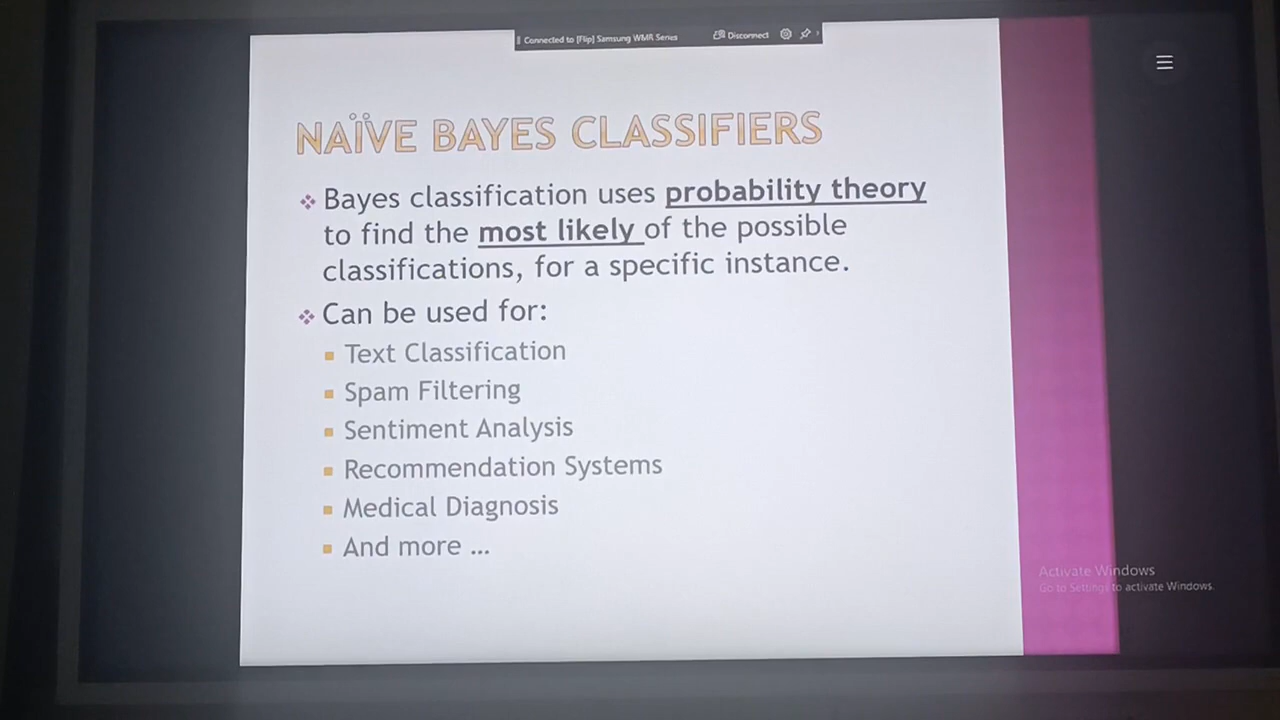 Connected to [Flip] Samsung WMR Series Disconnect
NAÏVE BAYES CLASSIFIERS
Bayes classification uses probability theory
to find the most likely of the possible
classifications, for a specific instance.
Can be used for:
Text Classification
Spam Filtering
Sentiment Analysis
Recommendation Systems
Medical Diagnosis
And more …
Activate Windows
Go to Settings to activate Windows.